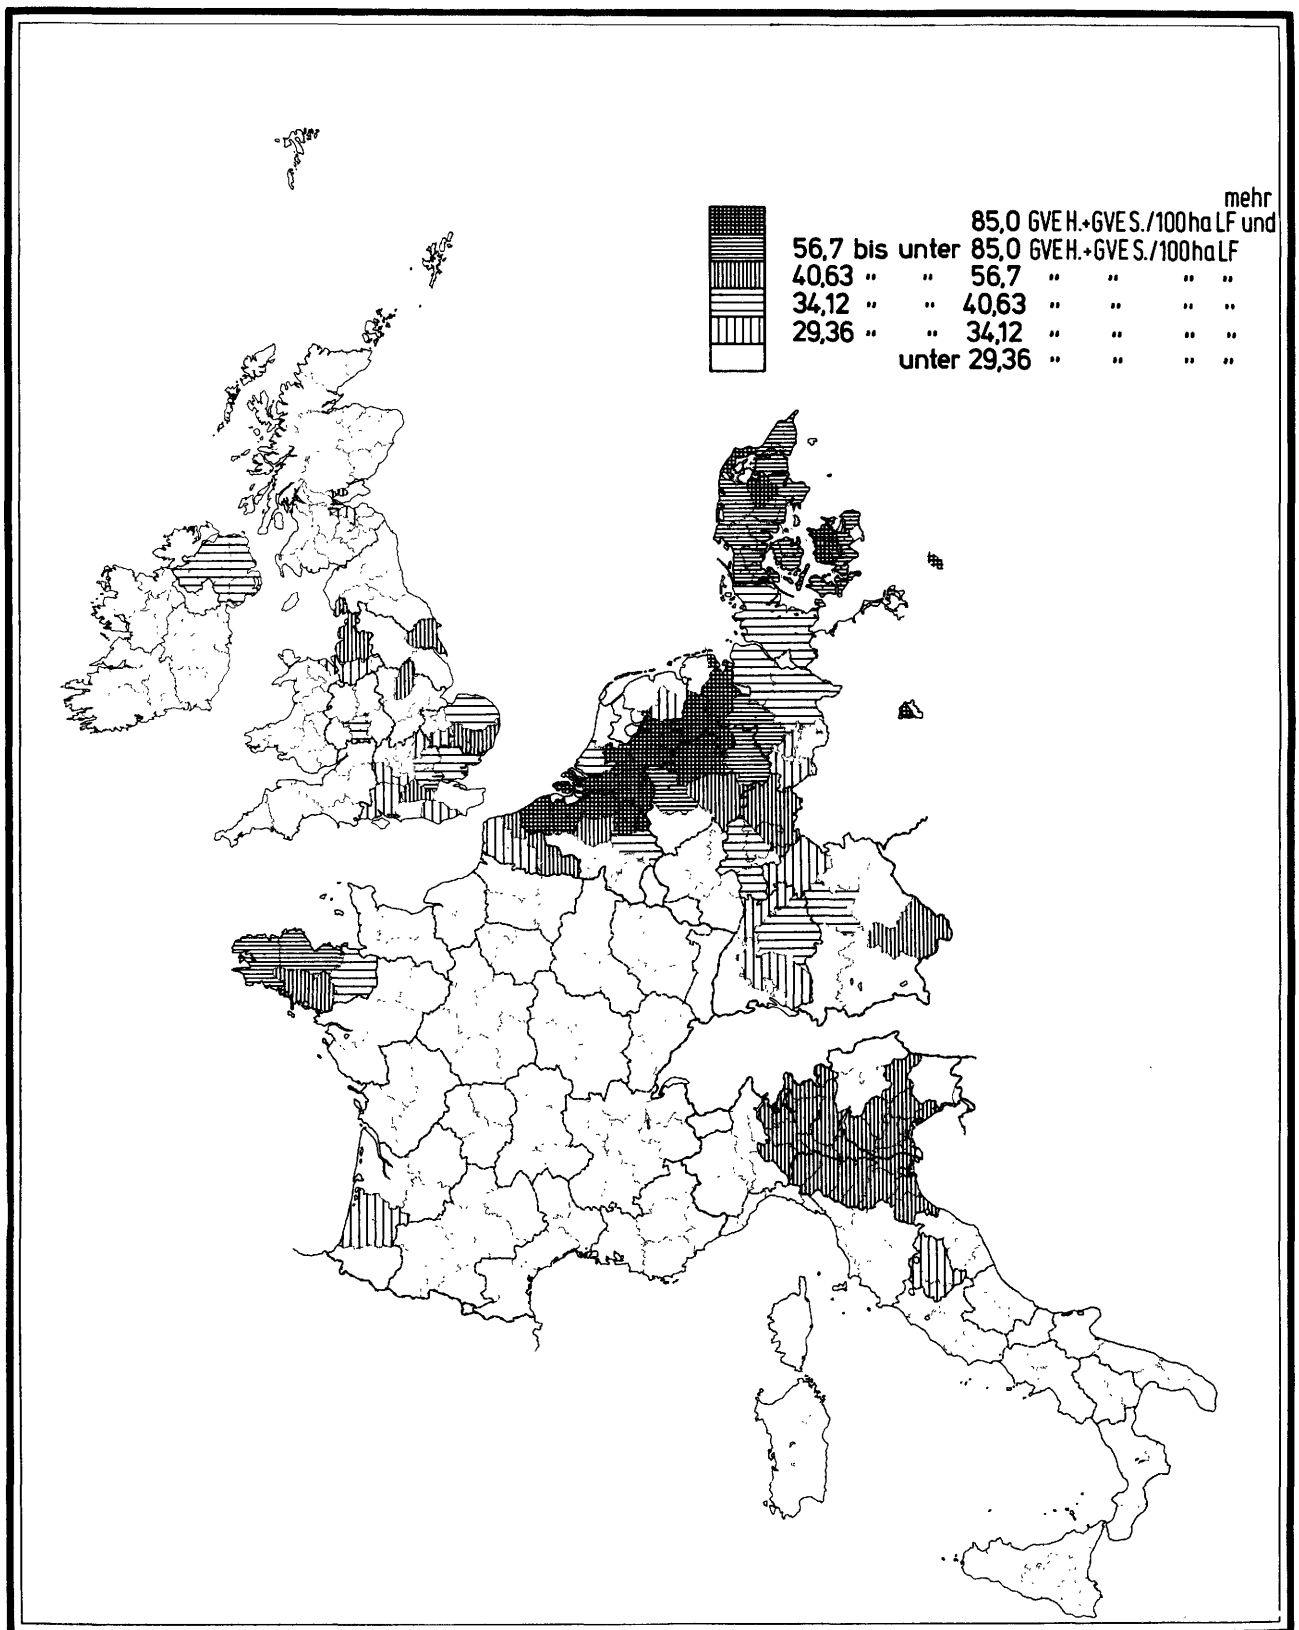 mehr
85,0 GVE H.+GVE S./100 ha LF und
56,7 bis unter 85,0 GVE H.+GVE S./100 ha LF
40,63 " " 56,7 " " " "
34,12 " " 40,63 " " " "
29,36 " " 34,12 " " " "
unter 29,36 " " " "